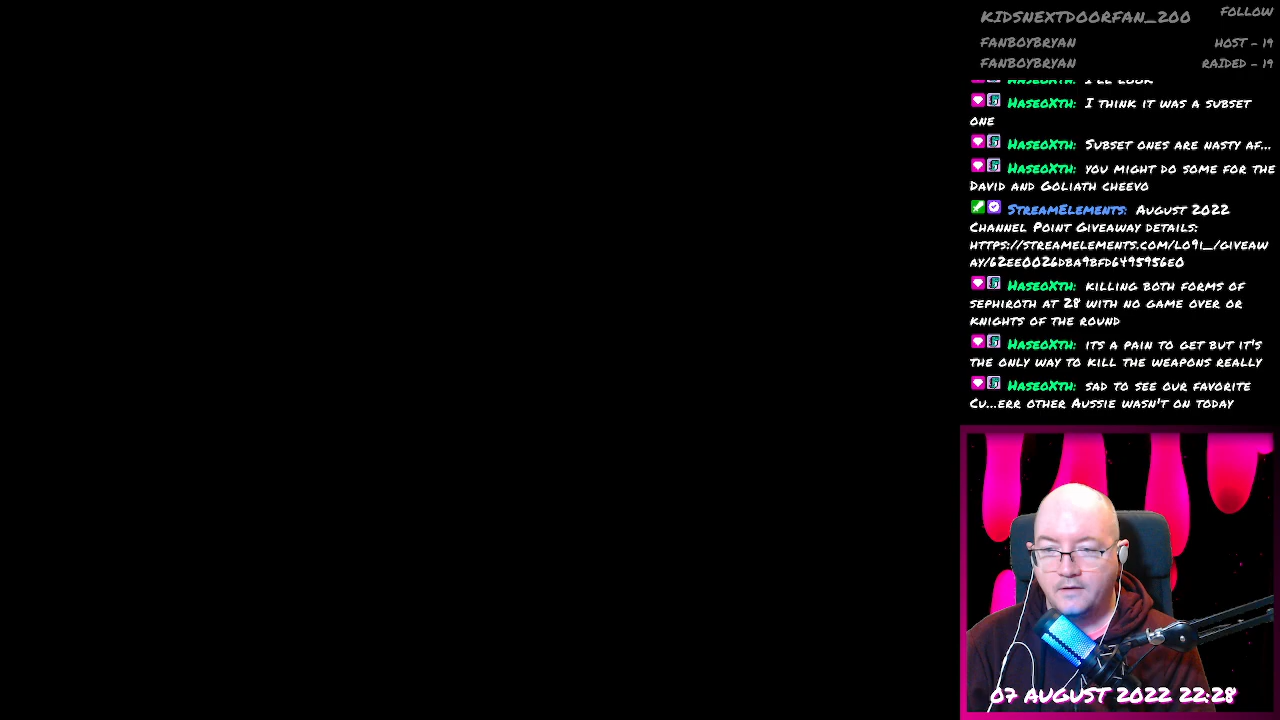 KIDSNEXTDOORFAN_200 FOLLOW
FANBOYBRYAN HOST - 19
FANBOYBRYAN RAIDED - 19
HaseoXth: I'll look
HaseoXth: I think it was a subset
one
HaseoXth: Subset ones are nasty af...
HaseoXth: you might do some for the
David and Goliath cheevo
StreamElements: August 2022
Channel Point Giveaway details:
https://streamelements.com/lo9i_/giveaw
ay/62ee0026dba9bfd6495956e0
HaseoXth: killing both forms of
sephiroth at 28 with no game over or
knights of the round
HaseoXth: its a pain to get but it's
the only way to kill the weapons really
HaseoXth: sad to see our favorite
Cu...err other Aussie wasn't on today
07 AUGUST 2022 22:28